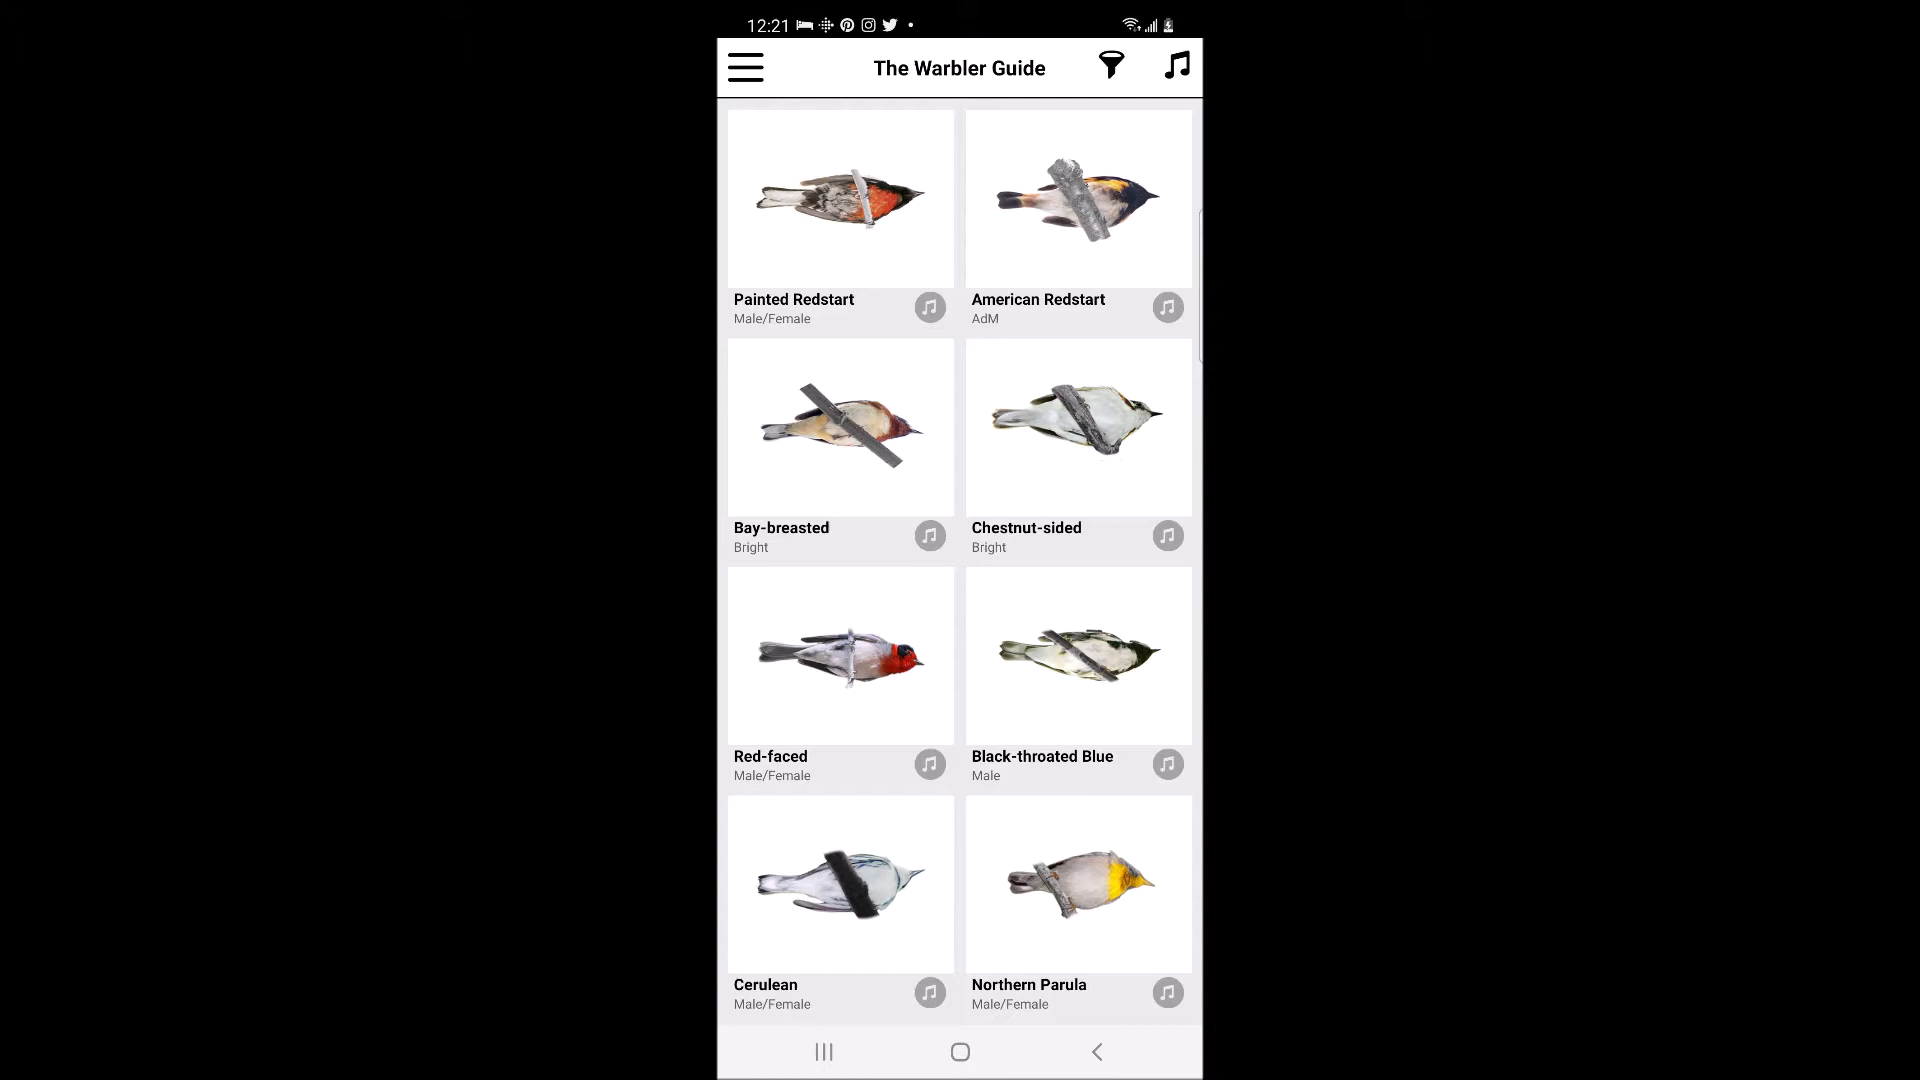 12:21
The Warbler Guide
Painted Redstart
Male/Female
American Redstart
AdM
Bay-breasted
Bright
Chestnut-sided
Bright
Red-faced
Male/Female
Black-throated Blue
Male
Cerulean
Male/Female
Northern Parula
Male/Female